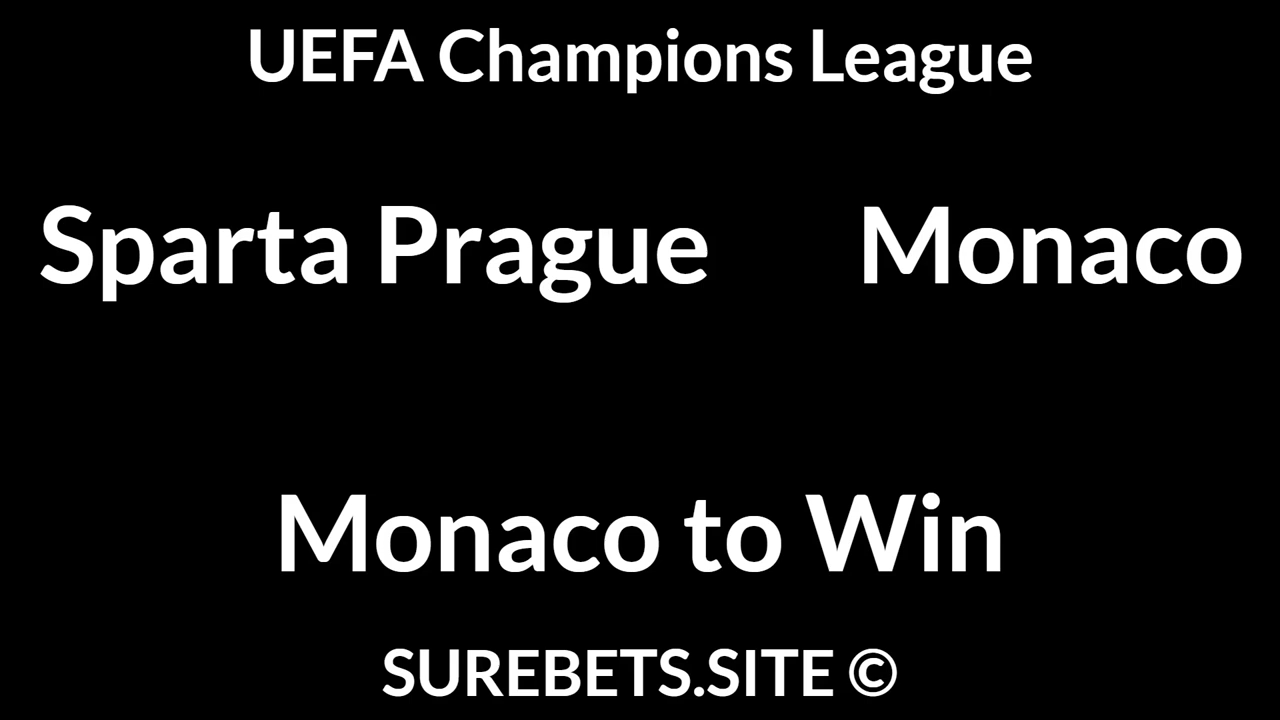 UEFA Champions League
Sparta Prague Monaco
Monaco to Win
SUREBETS.SITE ©